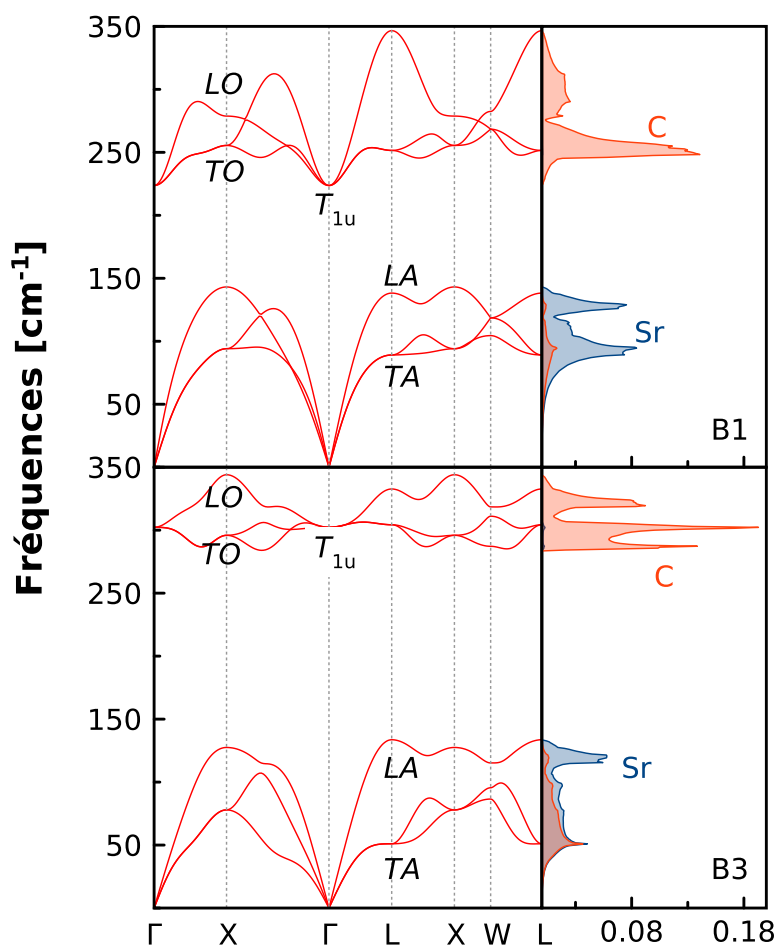 Fréquences [cm-1]
350
LO
C
250
TO
T1u
150
LA
Sr
TA
50
B1
350
LO
TO
T1u
C
250
150
LA
Sr
50
TA
B3
Γ X Γ L X W L 0.08 0.18